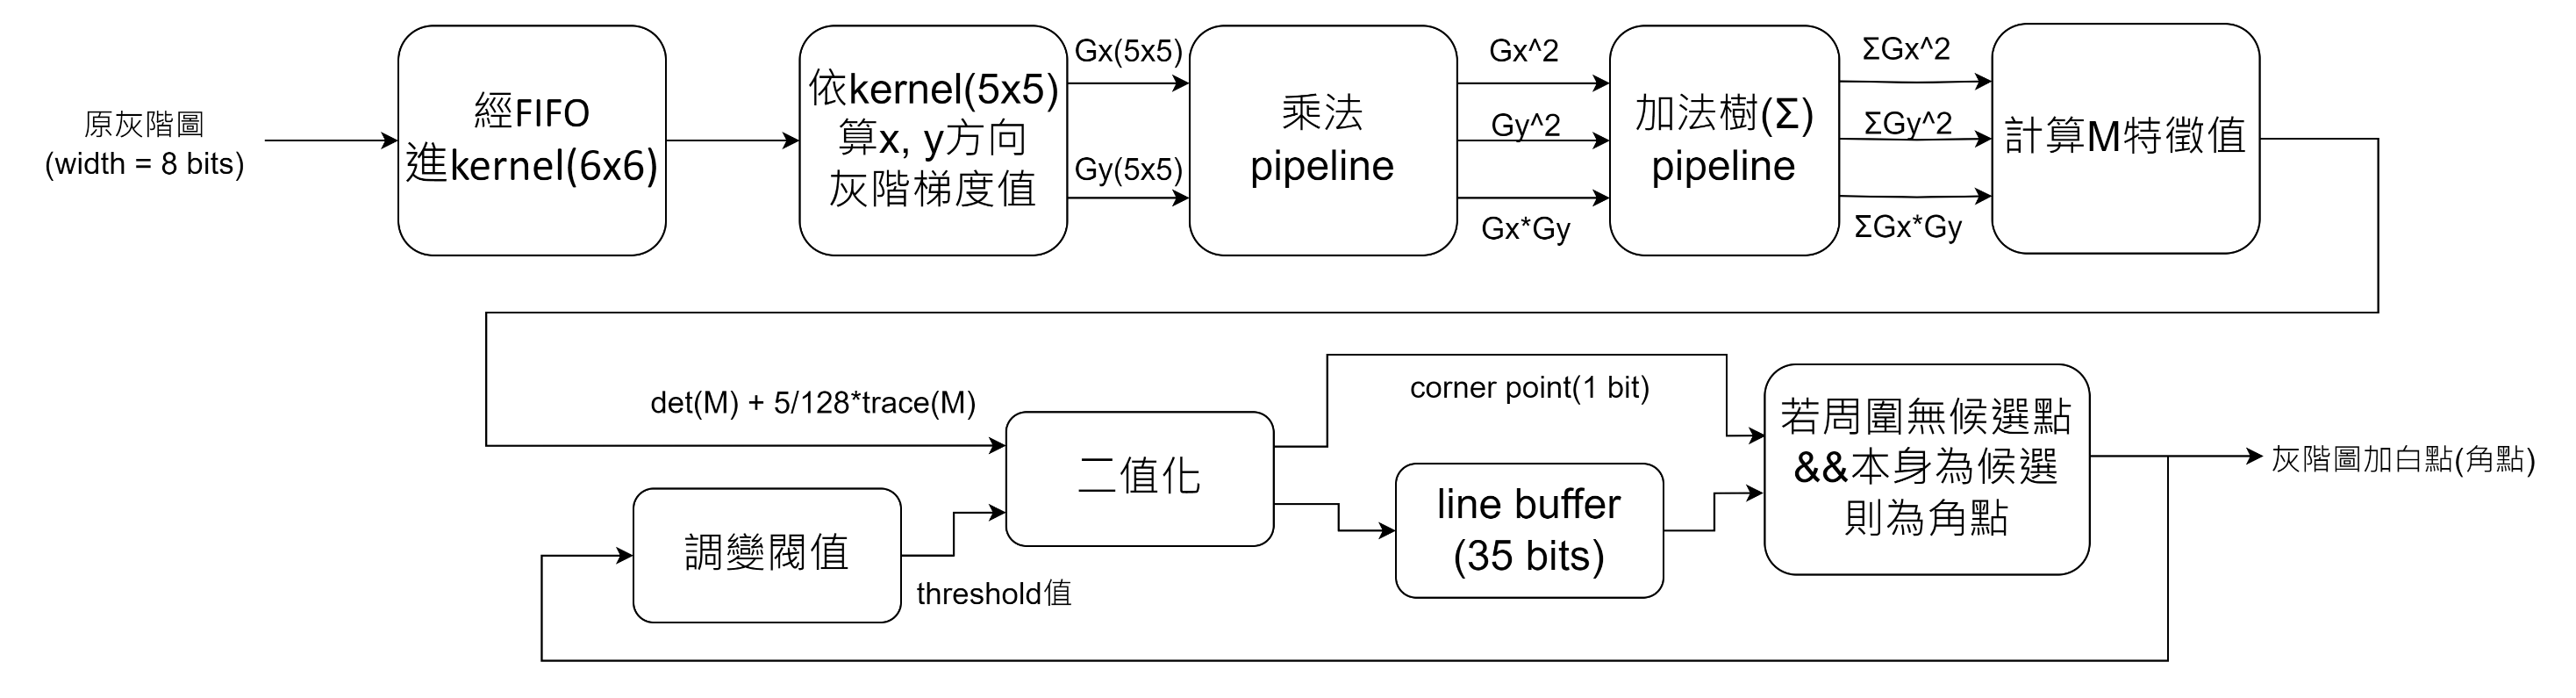 原灰階圖
(width = 8 bits)
經FIFO
進kernel(6x6)
依kernel(5x5)
算x, y方向
灰階梯度值
Gx(5x5)
Gy(5x5)
乘法
pipeline
Gx^2
Gy^2
Gx*Gy
加法樹(Σ)
pipeline
ΣGx^2
ΣGy^2
ΣGx*Gy
計算M特徵值
det(M) + 5/128*trace(M)
調變閥值
threshold值
二值化
corner point(1 bit)
line buffer
(35 bits)
若周圍無候選點
&&本身為候選
則為角點
灰階圖加白點(角點)